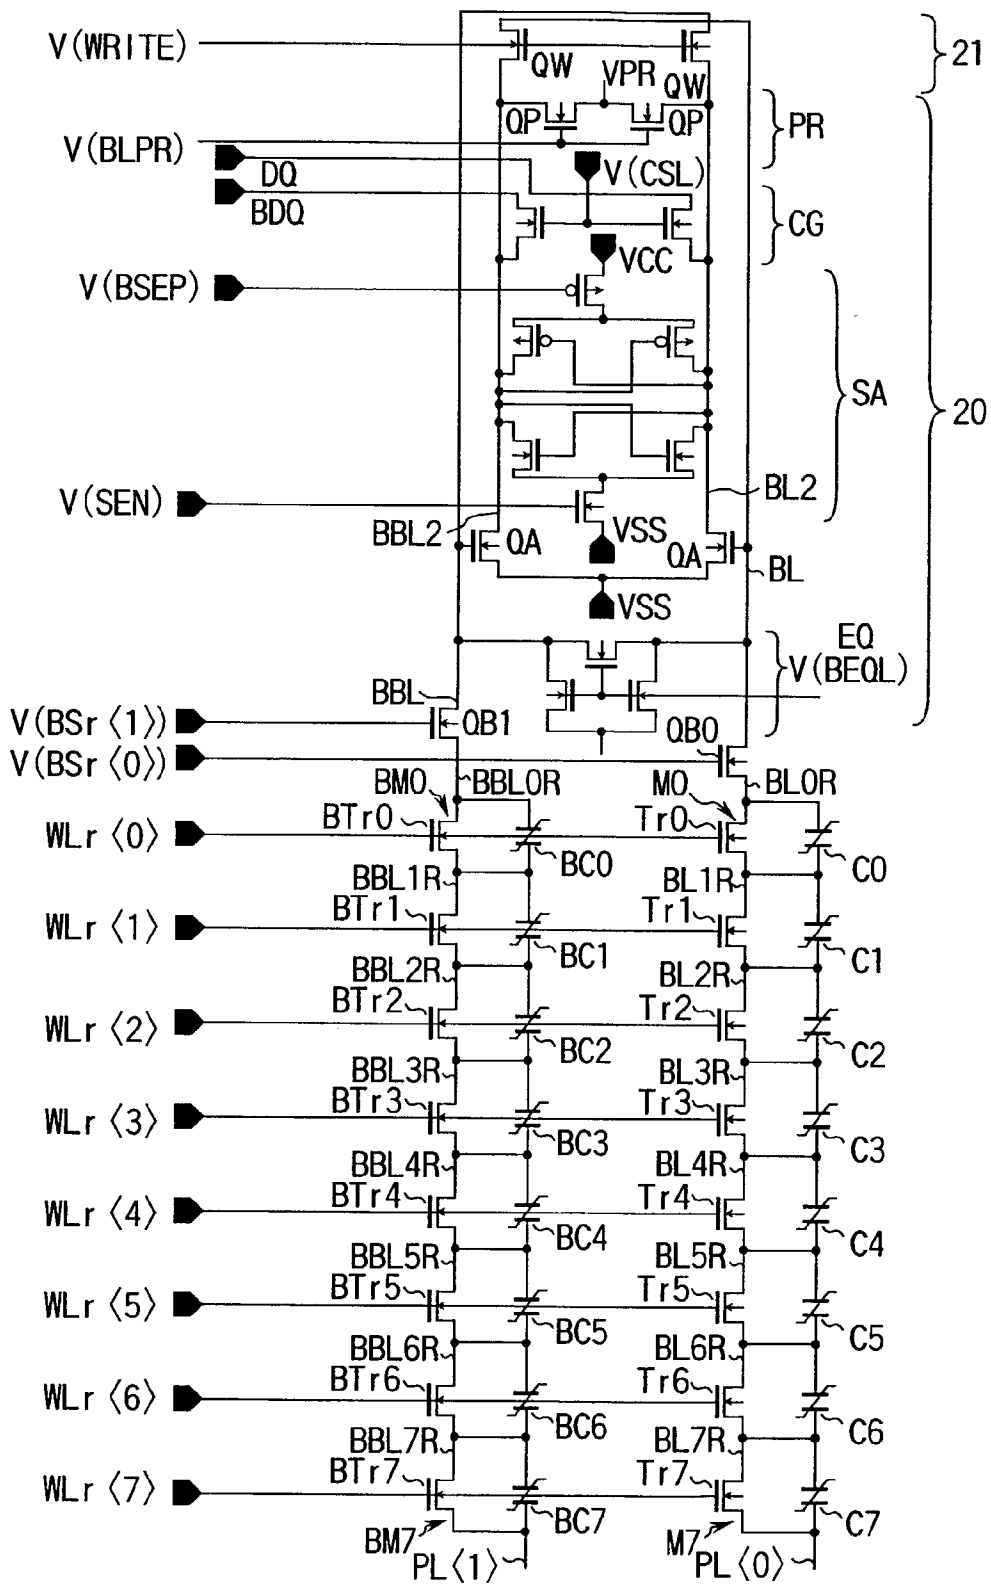 V(WRITE)
21
QW
VPR
QW
QP
QP
PR
V(BLPR)
DQ
V(CSL)
BDQ
CG
VCC
V(BSEP)
SA
20
V(SEN)
BBL2
BL2
QA
VSS
QA
BL
VSS
EQ
V(BEQL)
BBL
V(BSr⟨1⟩)
QB1
QB0
V(BSr⟨0⟩)
BM0
BBL0R
M0
BL0R
WLr⟨0⟩
BTr0
BC0
Tr0
C0
BBL1R
BL1R
WLr⟨1⟩
BTr1
BC1
Tr1
C1
BBL2R
BL2R
WLr⟨2⟩
BTr2
BC2
Tr2
C2
BBL3R
BL3R
WLr⟨3⟩
BTr3
BC3
Tr3
C3
BBL4R
BL4R
WLr⟨4⟩
BTr4
BC4
Tr4
C4
BBL5R
BL5R
WLr⟨5⟩
BTr5
BC5
Tr5
C5
BBL6R
BL6R
WLr⟨6⟩
BTr6
BC6
Tr6
C6
BBL7R
BL7R
WLr⟨7⟩
BTr7
BC7
Tr7
C7
BM7
PL⟨1⟩
M7
PL⟨0⟩